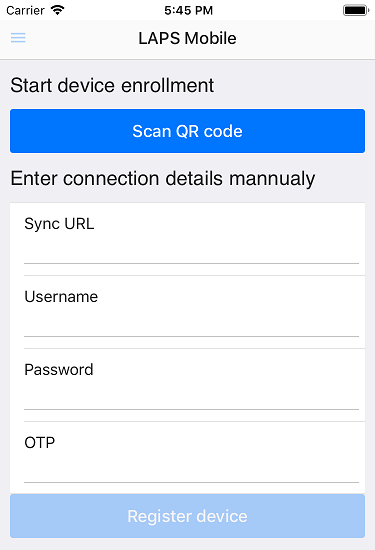 Carrier 5:45 PM
LAPS Mobile
Start device enrollment
Scan QR code
Enter connection details mannualy
Sync URL
Username
Password
OTP
Register device